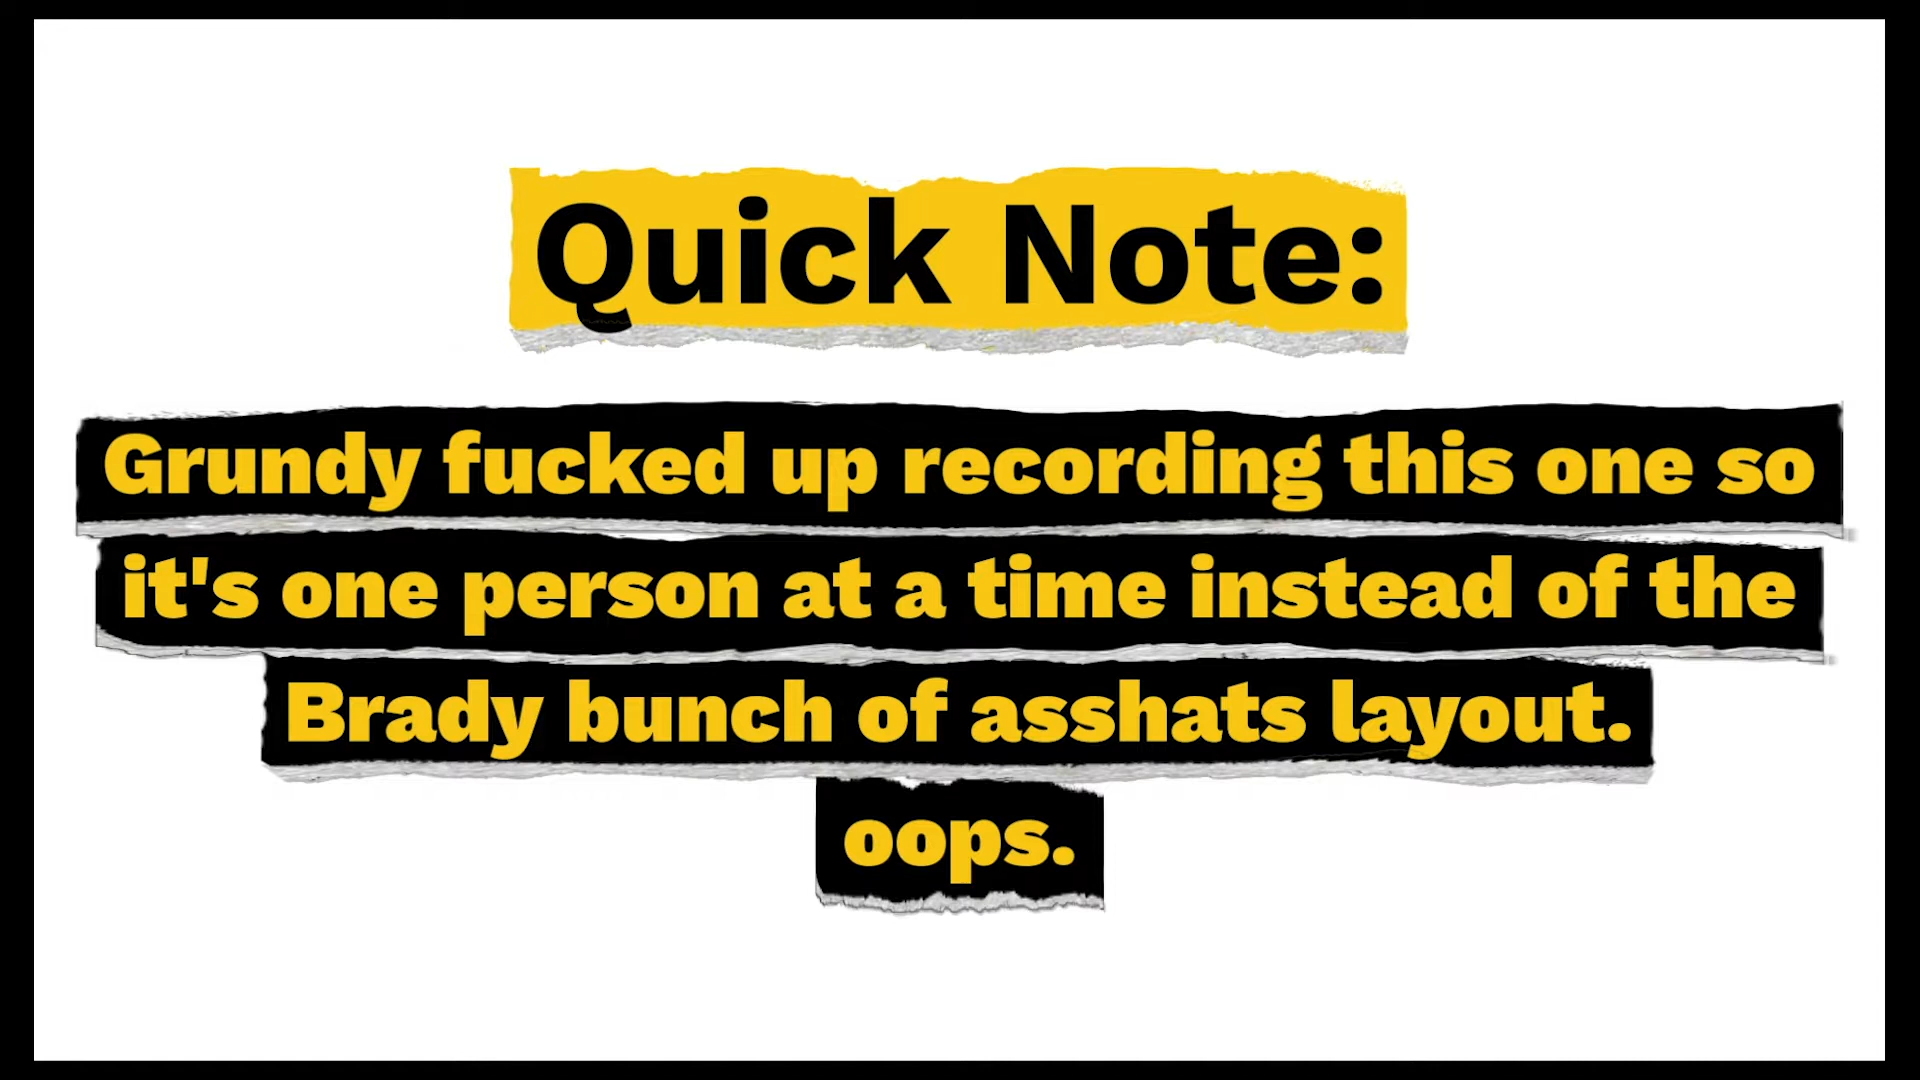 Quick Note:
Grundy fucked up recording this one so
it's one person at a time instead of the
Brady bunch of asshats layout.
oops.